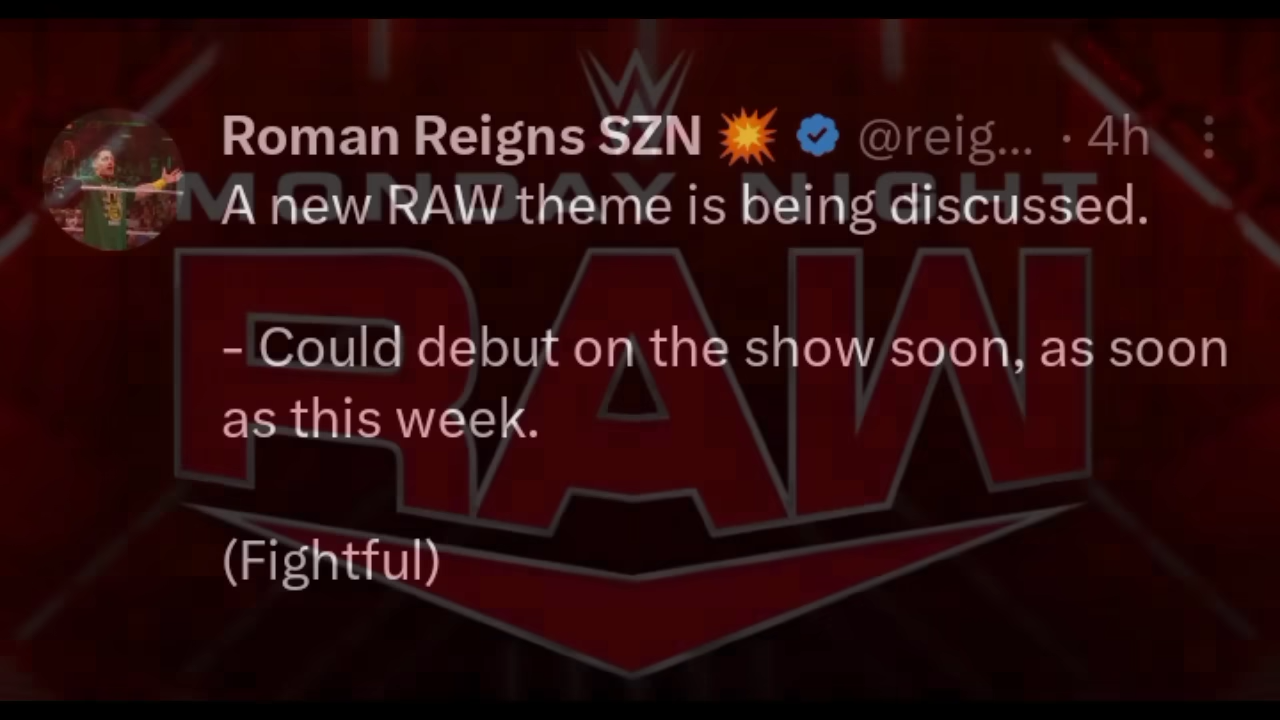 Roman Reigns SZN 💥 @reig... · 4h
A new RAW theme is being discussed.
- Could debut on the show soon, as soon
as this week.
(Fightful)
W
MONDAY NIGHT
RAW